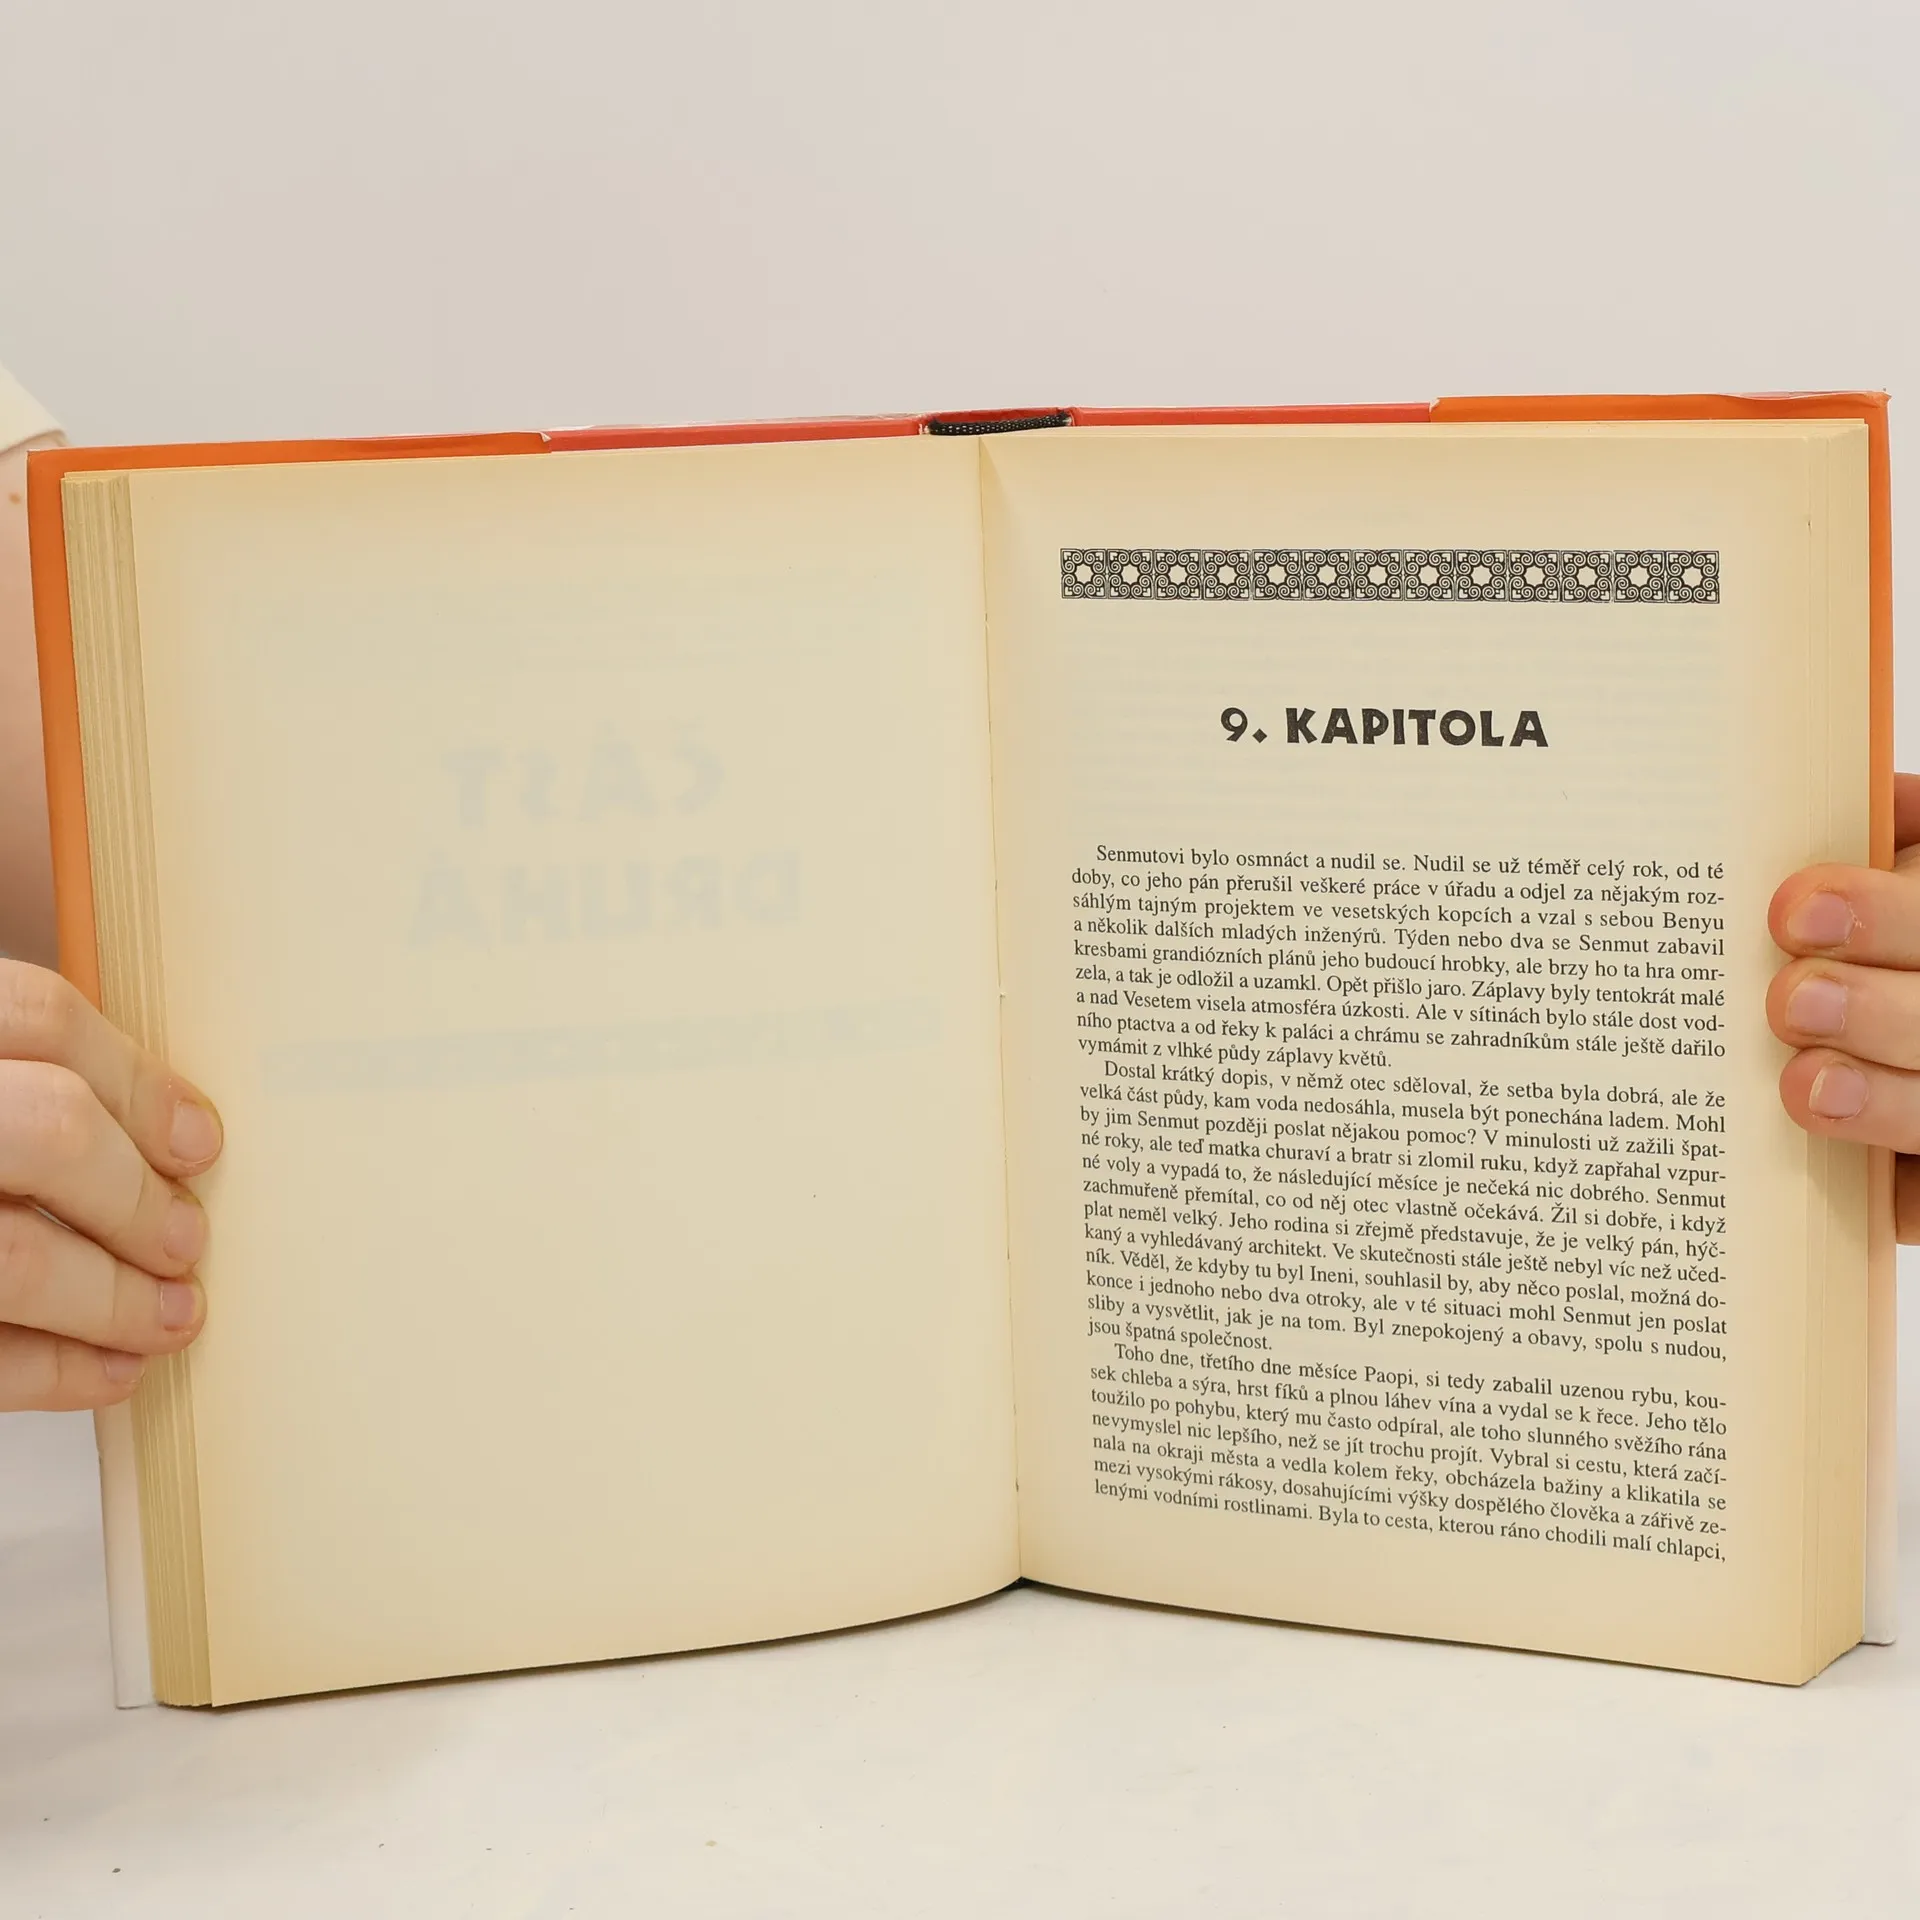 ČÁST
DRUHÁ
9. KAPITOLA
Senmutovi bylo osmnáct a nudil se. Nudil se už téměř celý rok, od té
doby, co jeho pán přerušil veškeré práce v úřadu a odjel za nějakým roz-
sáhlým tajným projektem ve vesetských kopcích a vzal s sebou Benyu
a několik dalších mladých inženýrů. Týden nebo dva se Senmut zabavil
kresbami grandiózních plánů jeho budoucí hrobky, ale brzy ho ta hra omr-
zela, a tak je odložil a uzamkl. Opět přišlo jaro. Záplavy byly tentokrát malé
a nad Vesetem visela atmosféra úzkosti. Ale v sítinách bylo stále dost vod-
ního ptactva a od řeky k paláci a chrámu se zahradníkům stále ještě dařilo
vymámit z vlhké půdy záplavy květů.
Dostal krátký dopis, v němž otec sděloval, že setba byla dobrá, ale že
velká část půdy, kam voda nedosáhla, musela být ponechána ladem. Mohl
by jim Senmut později poslat nějakou pomoc? V minulosti už zažili špat-
né roky, ale teď matka churaví a bratr si zlomil ruku, když zapřahal vzpur-
né voly a vypadá to, že následující měsíce je nečeká nic dobrého. Senmut
zachmuřeně přemítal, co od něj otec vlastně očekává. Žil si dobře, i když
plat neměl velký. Jeho rodina si zřejmě představuje, že je velký pán, hýč-
kaný a vyhledávaný architekt. Ve skutečnosti stále ještě nebyl víc než učed-
ník. Věděl, že kdyby tu byl Ineni, souhlasil by, aby něco poslal, možná do-
konce i jednoho nebo dva otroky, ale v té situaci mohl Senmut jen poslat
sliby a vysvětlit, jak je na tom. Byl znepokojený a obavy, spolu s nudou,
jsou špatná společnost.
Toho dne, třetího dne měsíce Paopi, si tedy zabalil uzenou rybu, kou-
sek chleba a sýra, hrst fíků a plnou láhev vína a vydal se k řece. Jeho tělo
toužilo po pohybu, který mu často odpíral, ale toho slunného svěžího rána
nevymyslel nic lepšího, než se jít trochu projít. Vybral si cestu, která začí-
nala na okraji města a vedla kolem řeky, obcházela bažiny a klikatila se
mezi vysokými rákosy, dosahujícími výšky dospělého člověka a zářivě ze-
lenými vodními rostlinami. Byla to cesta, kterou ráno chodili malí chlapci,